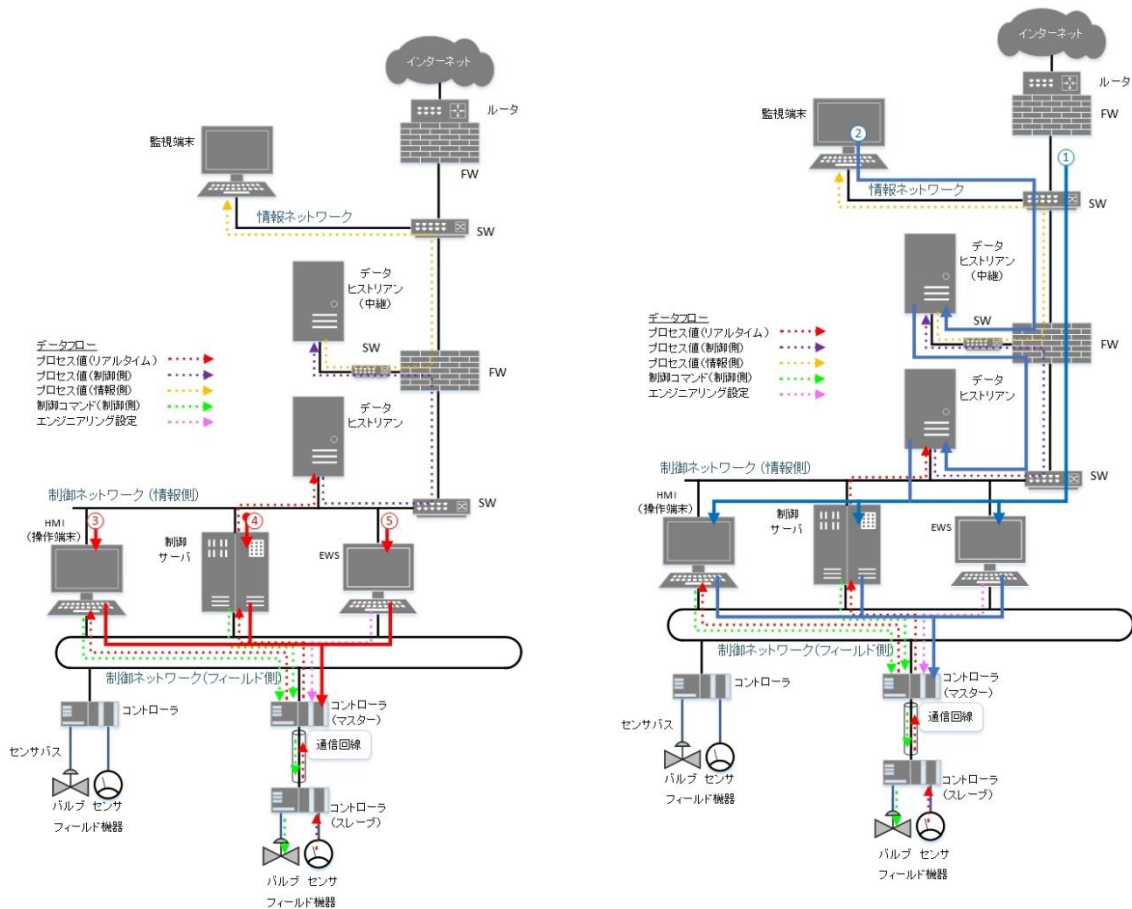 インターネット
ルータ
FW
監視端末
情報ネットワーク
SW
データ
ヒストリアン
(中継)
SW
FW
データフロー
プロセス値(リアルタイム)
プロセス値(制御側)
プロセス値(情報側)
制御コマンド(制御側)
エンジニアリング設定
データ
ヒストリアン
制御ネットワーク (情報側)
SW
③
④
⑤
HMI
(操作端末)
制御
サーバ
EWS
制御ネットワーク(フィールド側)
コントローラ
コントローラ
(マスター)
センサバス
通信回線
バルブ センサ
フィールド機器
コントローラ
(スレーブ)
バルブ センサ
フィールド機器
インターネット
ルータ
FW
監視端末
②
①
情報ネットワーク
SW
データ
ヒストリアン
(中継)
SW
FW
データフロー
プロセス値(リアルタイム)
プロセス値(制御側)
プロセス値(情報側)
制御コマンド(制御側)
エンジニアリング設定
データ
ヒストリアン
制御ネットワーク (情報側)
SW
HMI
(操作端末)
制御
サーバ
EWS
制御ネットワーク(フィールド側)
コントローラ
コントローラ
(マスター)
センサバス
通信回線
バルブ センサ
フィールド機器
コントローラ
(スレーブ)
バルブ センサ
フィールド機器